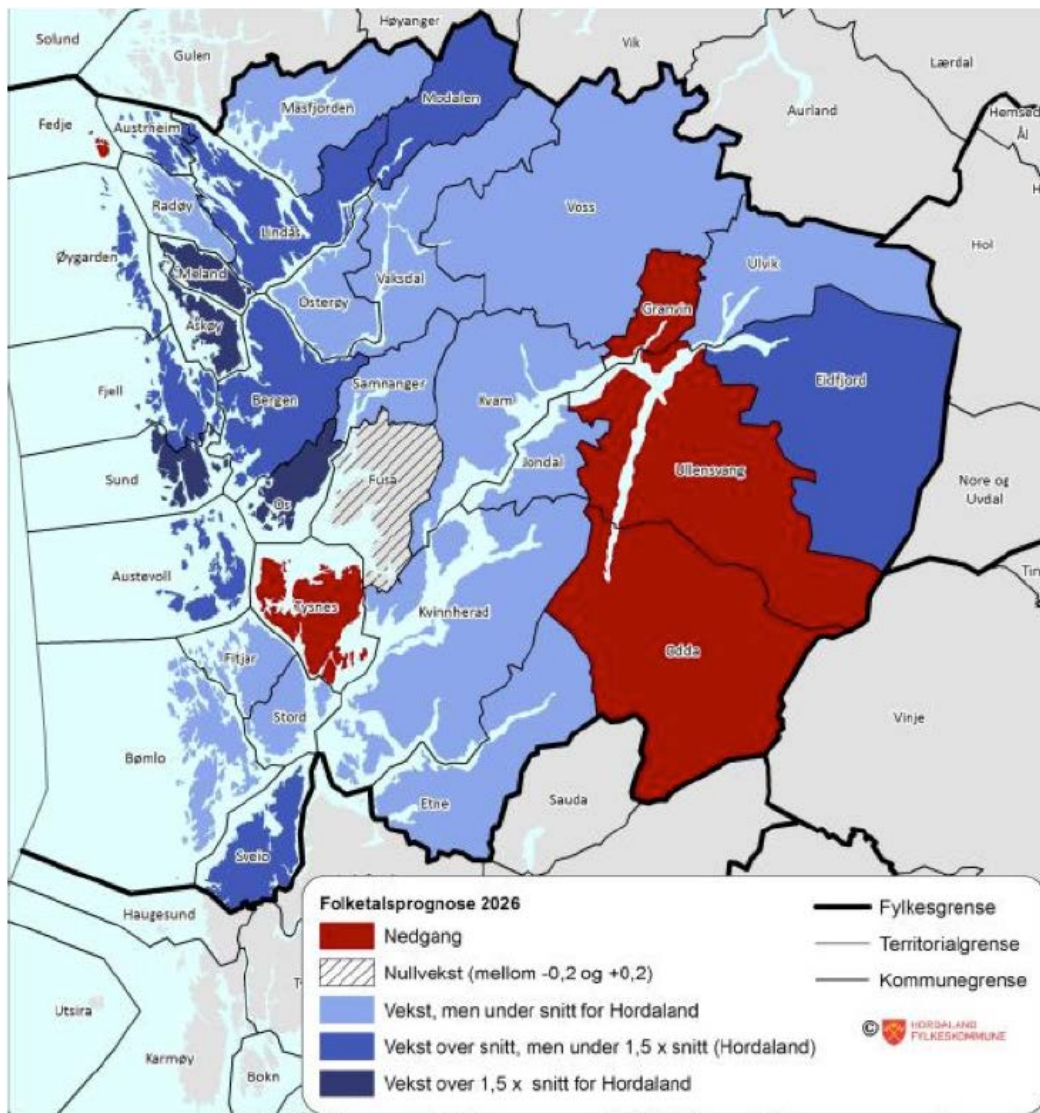 Solund
Gulen
Høyanger
Vik
Lærdal
Aurland
Hemsed
Ål
Masfjorden
Modalen
Fedje
Austrheim
Radøy
Lindås
Voss
Hol
Øygarden
Meland
Osterøy
Vaksdal
Ulvik
Granvin
Askøy
Fjell
Bergen
Samnanger
Kvam
Eidfjord
Jondal
Ullensvang
Sund
Os
Fusa
Nore og
Uvdal
Austevoll
Tysnes
Kvinnherad
Tin
Fitjar
Odda
Stord
Vinje
Bømlo
Etne
Sauda
Sveio
Haugesund
Utsira
Karmøy
Bokn
Folketalsprognose 2026
Nedgang
Nullvekst (mellom -0,2 og +0,2)
Vekst, men under snitt for Hordaland
Vekst over snitt, men under 1,5 x snitt (Hordaland)
Vekst over 1,5 x snitt for Hordaland
Fylkesgrense
Territorialgrense
Kommunegrense
© HORDALAND
FYLKESKOMMUNE